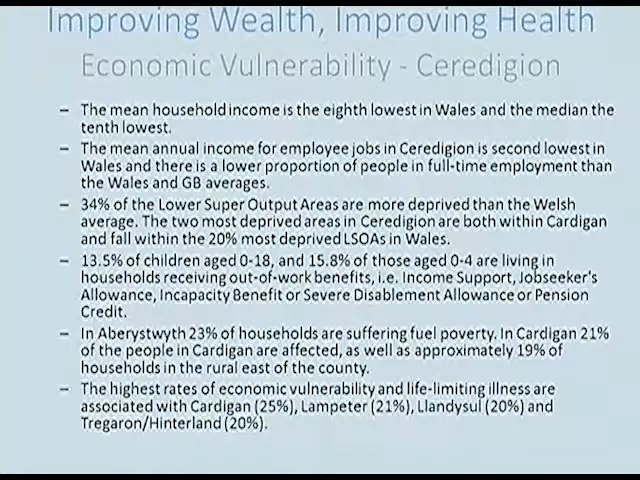 Improving Wealth, Improving Health
Economic Vulnerability - Ceredigion
– The mean household income is the eighth lowest in Wales and the median the
tenth lowest.
– The mean annual income for employee jobs in Ceredigion is second lowest in
Wales and there is a lower proportion of people in full-time employment than
the Wales and GB averages.
– 34% of the Lower Super Output Areas are more deprived than the Welsh
average. The two most deprived areas in Ceredigion are both within Cardigan
and fall within the 20% most deprived LSOAs in Wales.
– 13.5% of children aged 0-18, and 15.8% of those aged 0-4 are living in
households receiving out-of-work benefits, i.e. Income Support, Jobseeker's
Allowance, Incapacity Benefit or Severe Disablement Allowance or Pension
Credit.
– In Aberystwyth 23% of households are suffering fuel poverty. In Cardigan 21%
of the people in Cardigan are affected, as well as approximately 19% of
households in the rural east of the county.
– The highest rates of economic vulnerability and life-limiting illness are
associated with Cardigan (25%), Lampeter (21%), Llandysul (20%) and
Tregaron/Hinterland (20%).